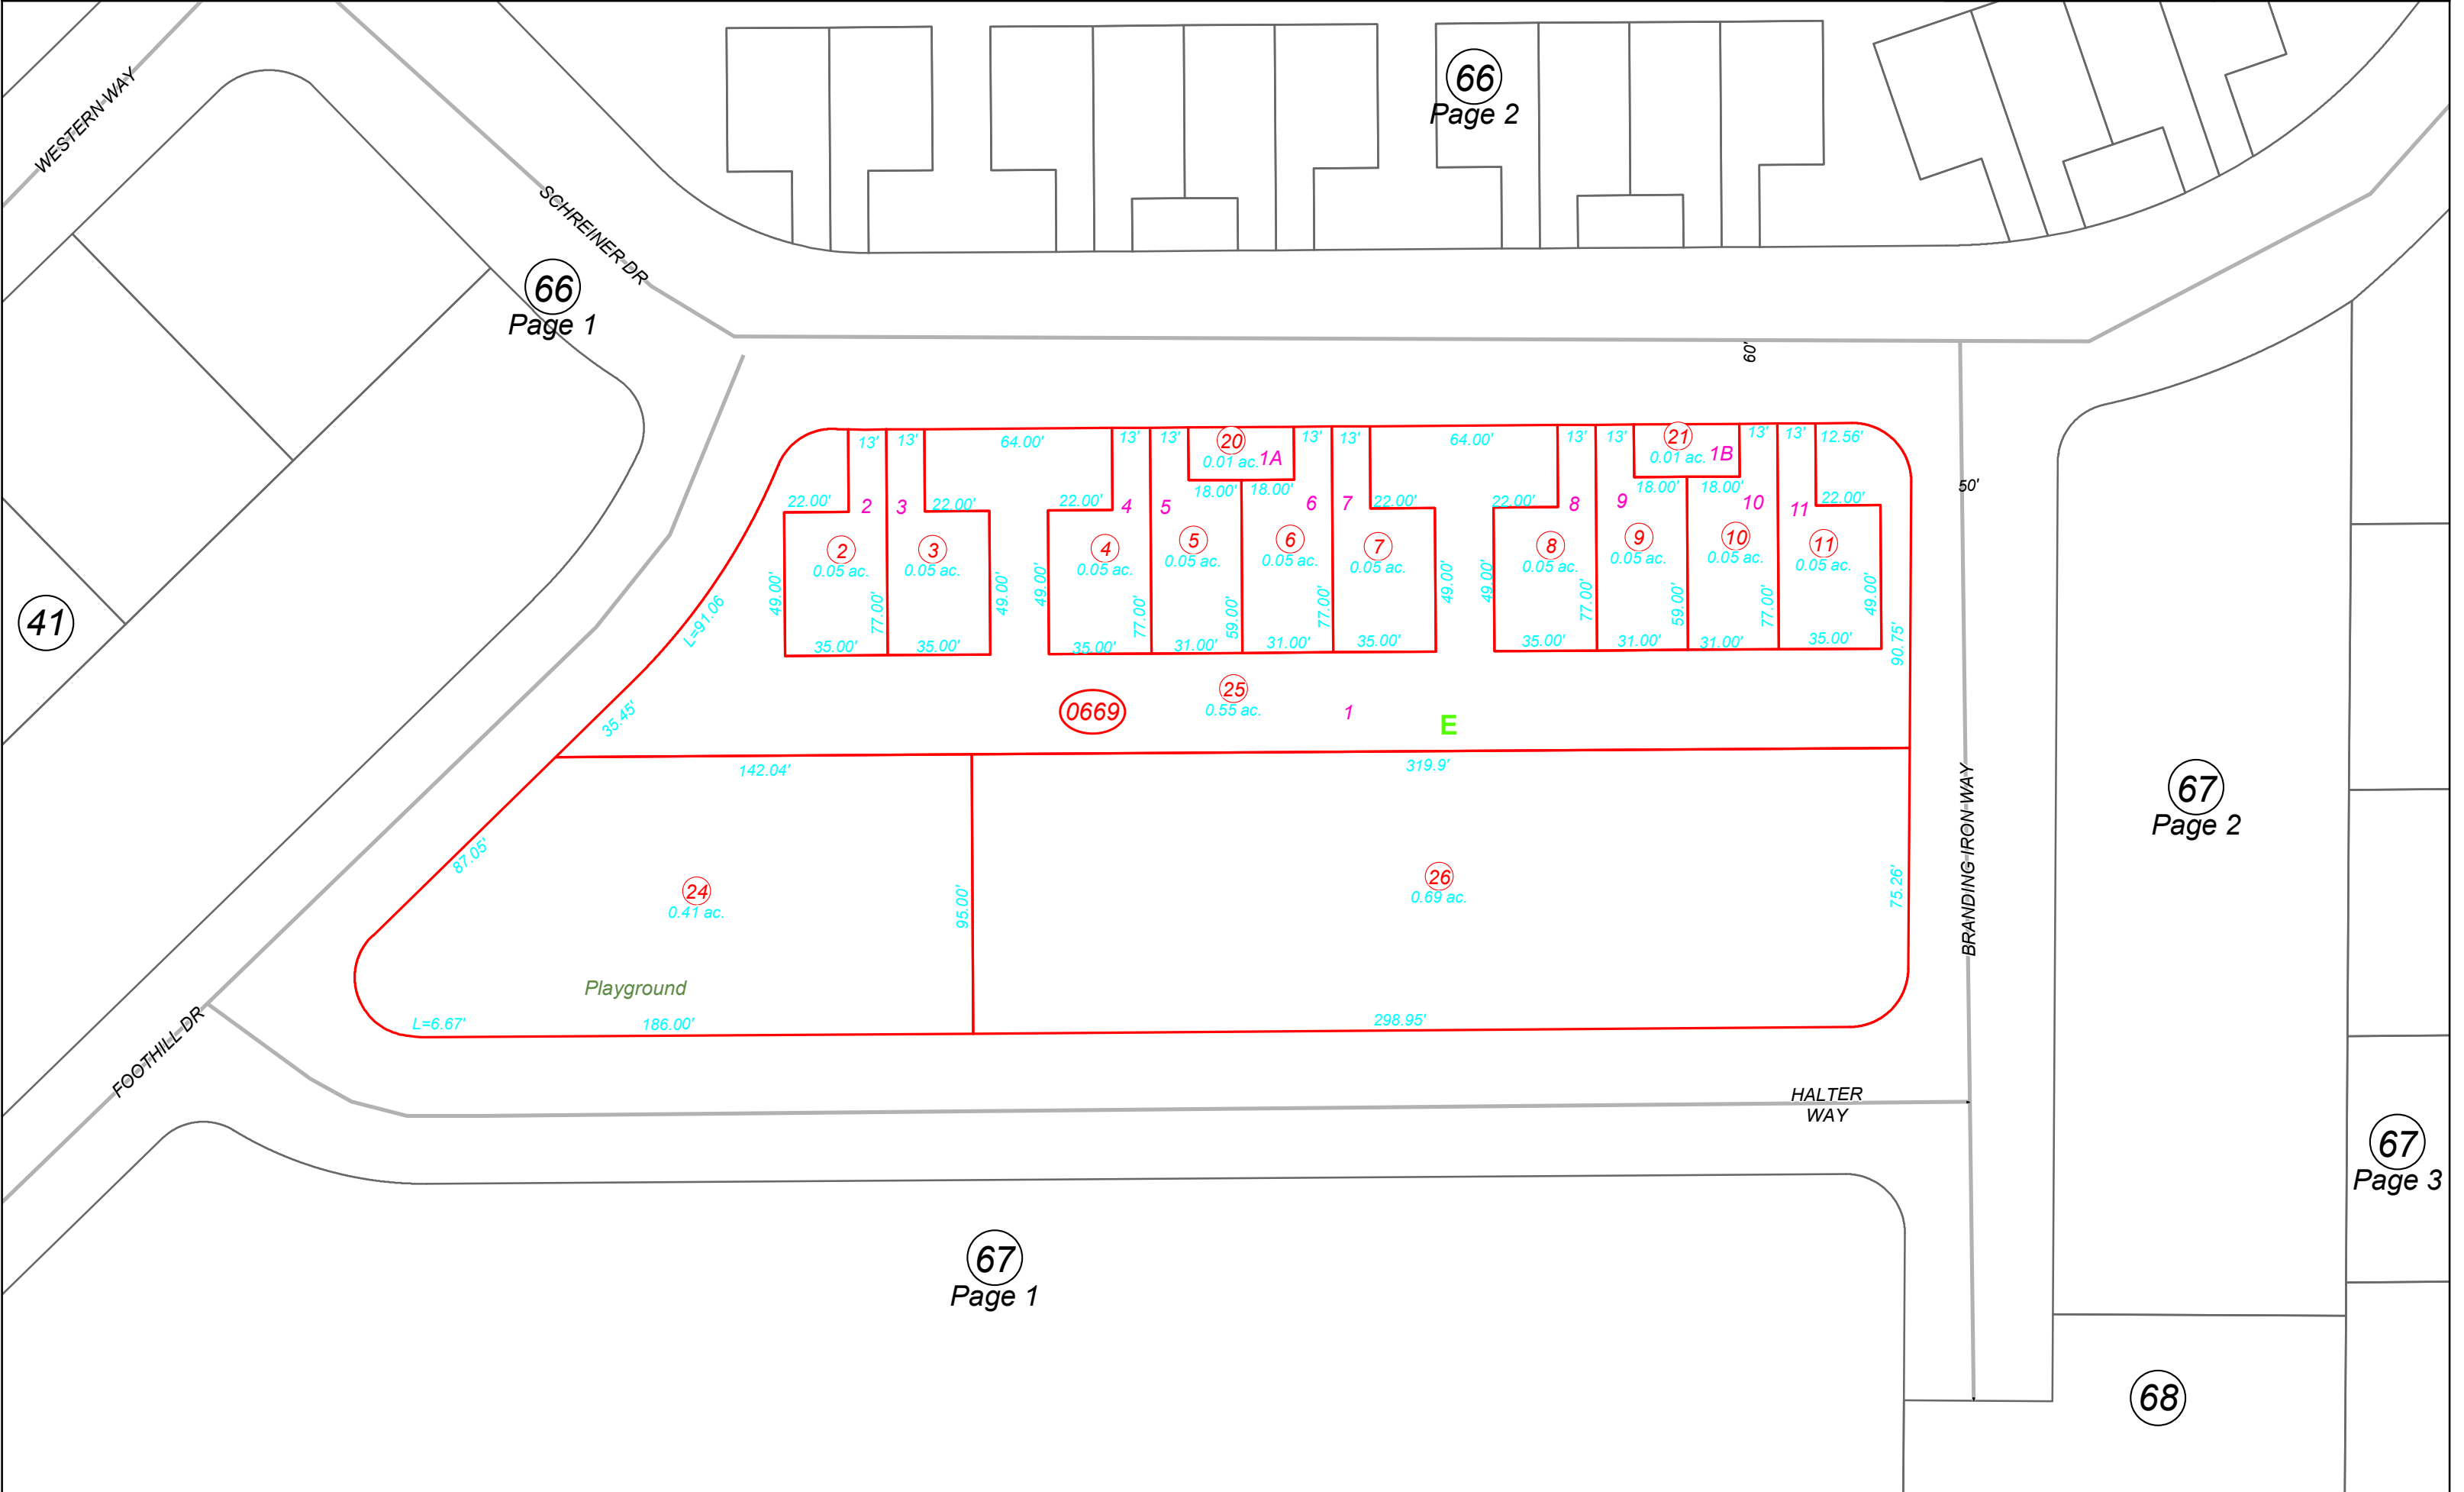 WESTERN WAY
SCHREINER DR
66
Page 2
66
Page 1
60'
13'
13'
64.00'
13'
13'
20
0.01 ac.
1A
13'
13'
64.00'
13'
13'
21
0.01 ac.
1B
13'
13'
12.56'
50'
22.00'
2
3
22.00'
22.00'
4
5
18.00'
18.00'
6
7
22.00'
22.00'
8
9
18.00'
18.00'
10
11
22.00'
2
0.05 ac.
3
0.05 ac.
4
0.05 ac.
5
0.05 ac.
6
0.05 ac.
7
0.05 ac.
8
0.05 ac.
9
0.05 ac.
10
0.05 ac.
11
0.05 ac.
49.00'
77.00'
49.00'
49.00'
77.00'
59.00'
77.00'
49.00'
49.00'
77.00'
59.00'
77.00'
49.00'
90.75'
41
L=91.06
35.00'
35.00'
35.00'
31.00'
31.00'
35.00'
35.00'
31.00'
31.00'
35.00'
35.45'
0669
25
0.55 ac.
1
E
142.04'
319.9'
67
Page 2
BRANDING IRON WAY
87.05'
24
0.41 ac.
95.00'
26
0.69 ac.
75.26'
Playground
L=6.67'
186.00'
298.95'
FOOTHILL DR
HALTER
WAY
67
Page 3
67
Page 1
68